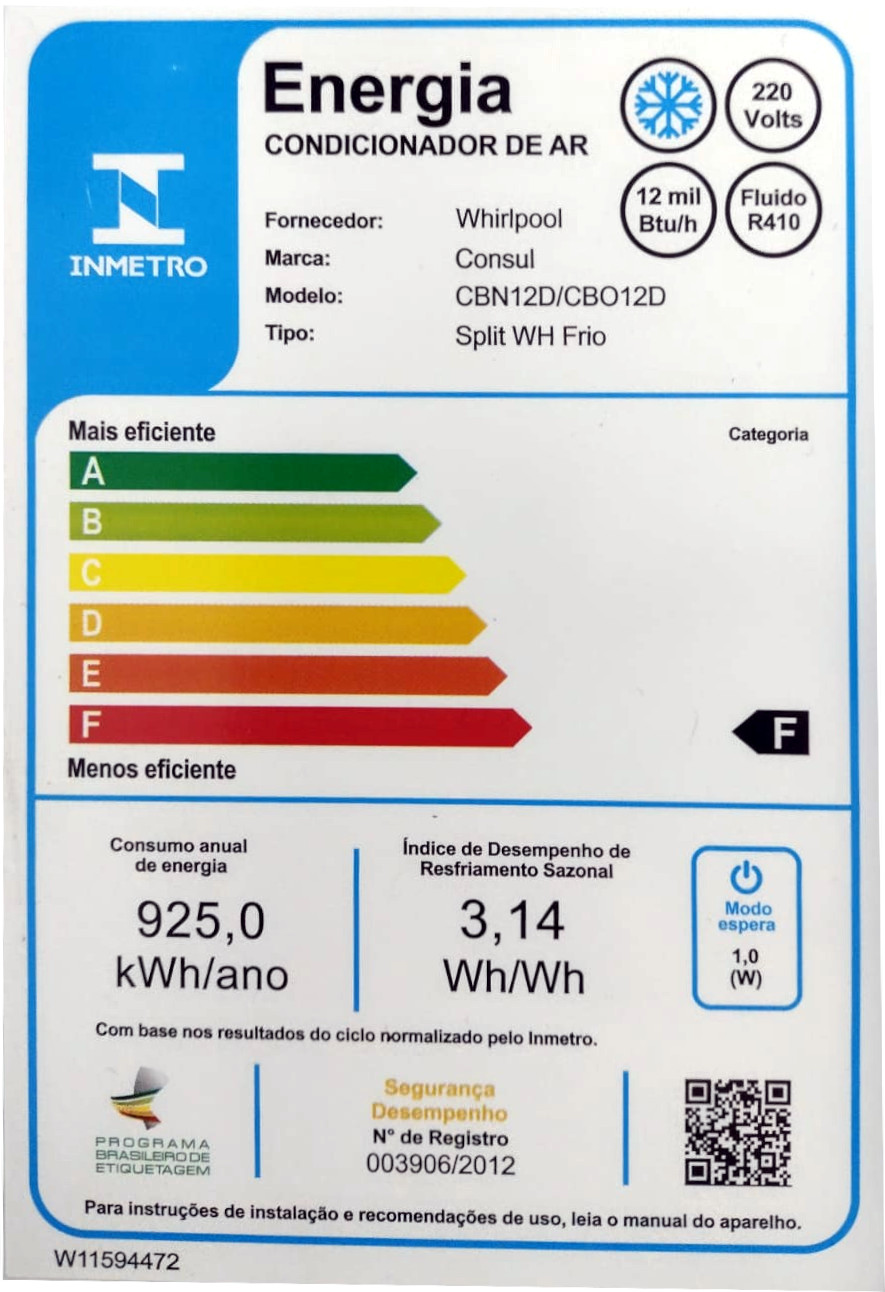 Energia
CONDICIONADOR DE AR
220
Volts
12 mil
Btu/h
Fluido
R410
INMETRO
Fornecedor: Whirlpool
Marca: Consul
Modelo: CBN12D/CBO12D
Tipo: Split WH Frio
Mais eficiente
Categoria
A
B
C
D
E
F
F
Menos eficiente
Consumo anual
de energia
925,0
kWh/ano
Índice de Desempenho de
Resfriamento Sazonal
3,14
Wh/Wh
Modo
espera
1,0
(W)
Com base nos resultados do ciclo normalizado pelo Inmetro.
PROGRAMA
BRASILEIRO DE
ETIQUETAGEM
Segurança
Desempenho
N° de Registro
003906/2012
Para instruções de instalação e recomendações de uso, leia o manual do aparelho.
W11594472